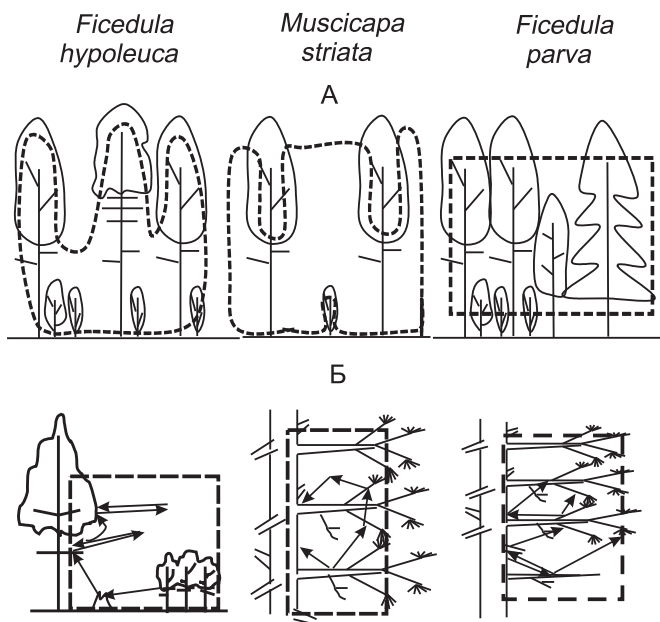 Ficedula
hypoleuca
Muscicapa
striata
Ficedula
parva
А
Б